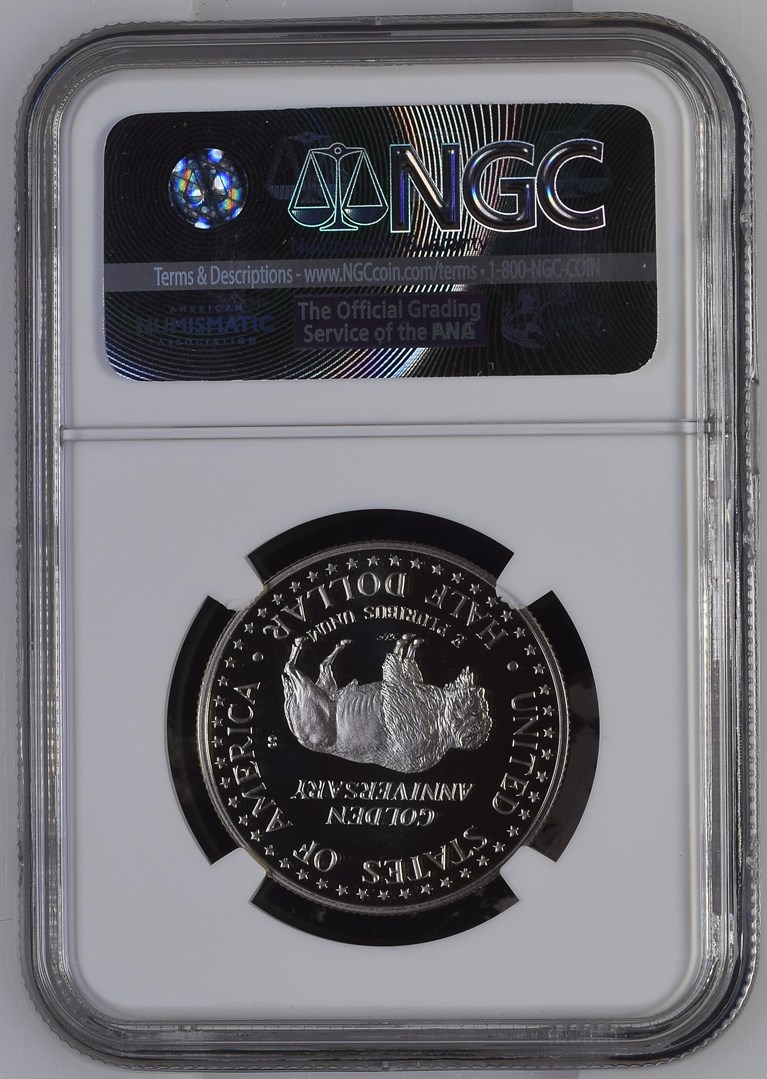 NGC
Terms & Descriptions - www.NGCcoin.com/terms • 1-800-NGC-COIN
AMERICAN
NUMISMATIC
ASSOCIATION
The Official Grading
Service of the ANA
UNITED STATES OF AMERICA
GOLDEN
ANNIVERSARY
S
E PLURIBUS UNUM
HALF DOLLAR